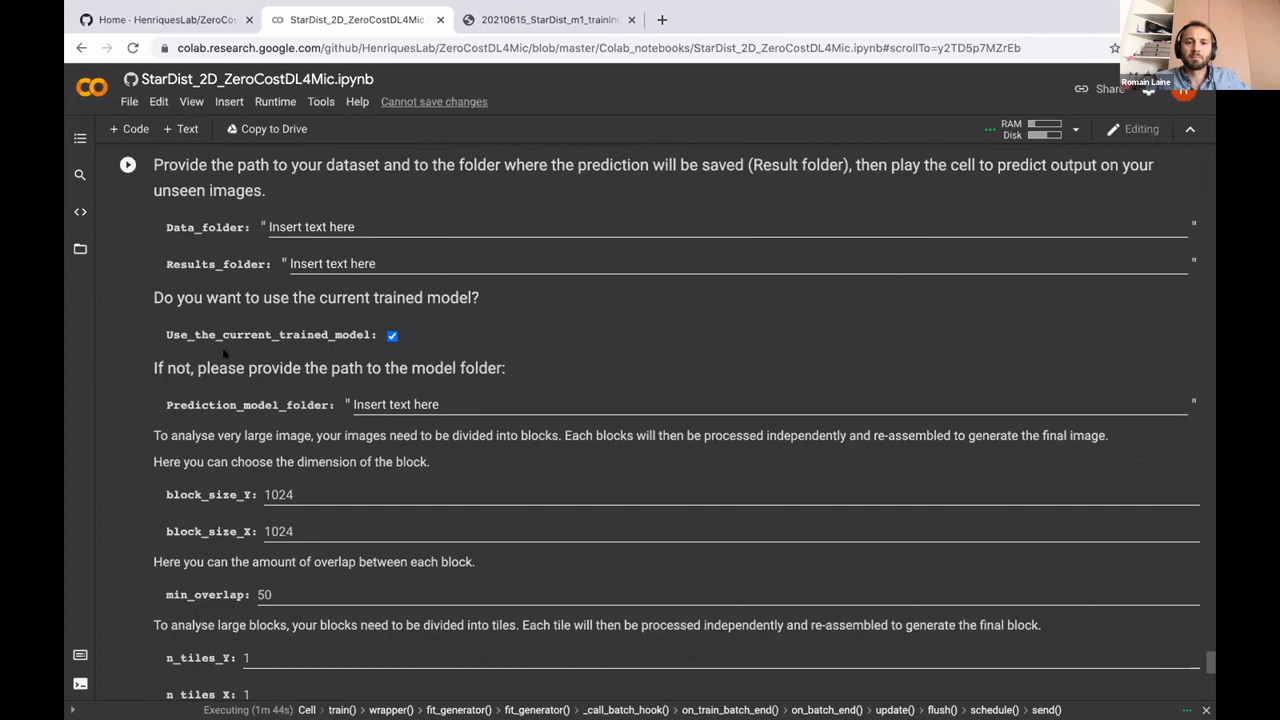 Home · HenriquesLab/ZeroCos
StarDist_2D_ZeroCostDL4Mic.ip
20210615_StarDist_m1_training
colab.research.google.com/github/HenriquesLab/ZeroCostDL4Mic/blob/master/Colab_notebooks/StarDist_2D_ZeroCostDL4Mic.ipynb#scrollTo=y2TD5p7MZrEb
Romain Laine
StarDist_2D_ZeroCostDL4Mic.ipynb
File Edit View Insert Runtime Tools Help Cannot save changes
Share
+ Code + Text Copy to Drive
RAM
Disk
Editing
Provide the path to your dataset and to the folder where the prediction will be saved (Result folder), then play the cell to predict output on your
unseen images.
Data_folder: " Insert text here "
Results_folder: " Insert text here "
Do you want to use the current trained model?
Use_the_current_trained_model:
If not, please provide the path to the model folder:
Prediction_model_folder: " Insert text here "
To analyse very large image, your images need to be divided into blocks. Each blocks will then be processed independently and re-assembled to generate the final image.
Here you can choose the dimension of the block.
block_size_Y: 1024
block_size_X: 1024
Here you can the amount of overlap between each block.
min_overlap: 50
To analyse large blocks, your blocks need to be divided into tiles. Each tile will then be processed independently and re-assembled to generate the final block.
n_tiles_Y: 1
n_tiles_X: 1
Executing (1m 44s) Cell train() wrapper() fit_generator() fit_generator() _call_batch_hook() on_train_batch_end() on_batch_end() update() flush() schedule() send()